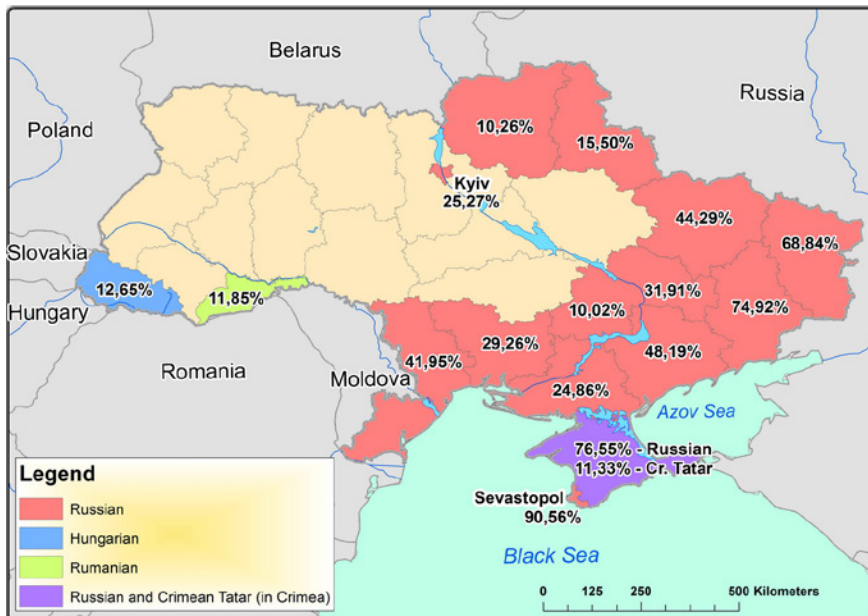 Belarus
Poland
Russia
10,26%
15,50%
Kyiv
25,27%
44,29%
68,84%
Slovakia
12,65%
11,85%
Hungary
31,91%
10,02%
74,92%
29,26%
41,95%
48,19%
Romania
Moldova
24,86%
Azov Sea
76,55% - Russian
11,33% - Cr. Tatar
Sevastopol
90,56%
Black Sea
Legend
Russian
Hungarian
Rumanian
Russian and Crimean Tatar (in Crimea)
0 125 250 500 Kilometers